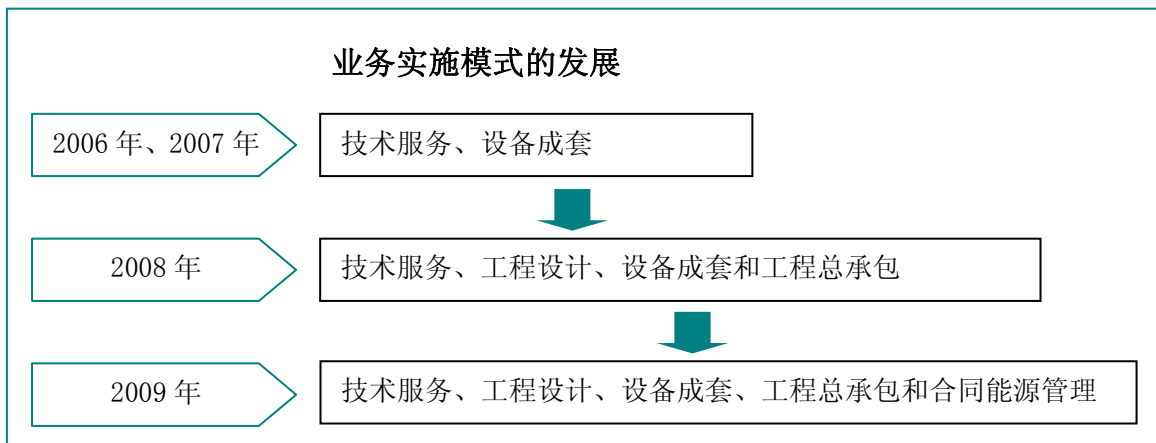 业务实施模式的发展
2006 年、2007 年
技术服务、设备成套
2008 年
技术服务、工程设计、设备成套和工程总承包
2009 年
技术服务、工程设计、设备成套、工程总承包和合同能源管理